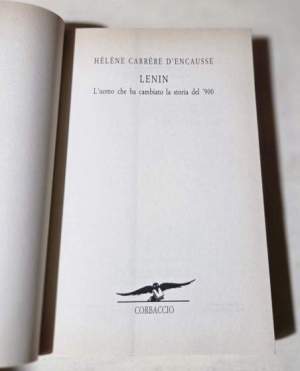 HÉLÈNE CARRÈRE D'ENCAUSSE
LENIN
L'uomo che ha cambiato la storia del '900
CORBACCIO